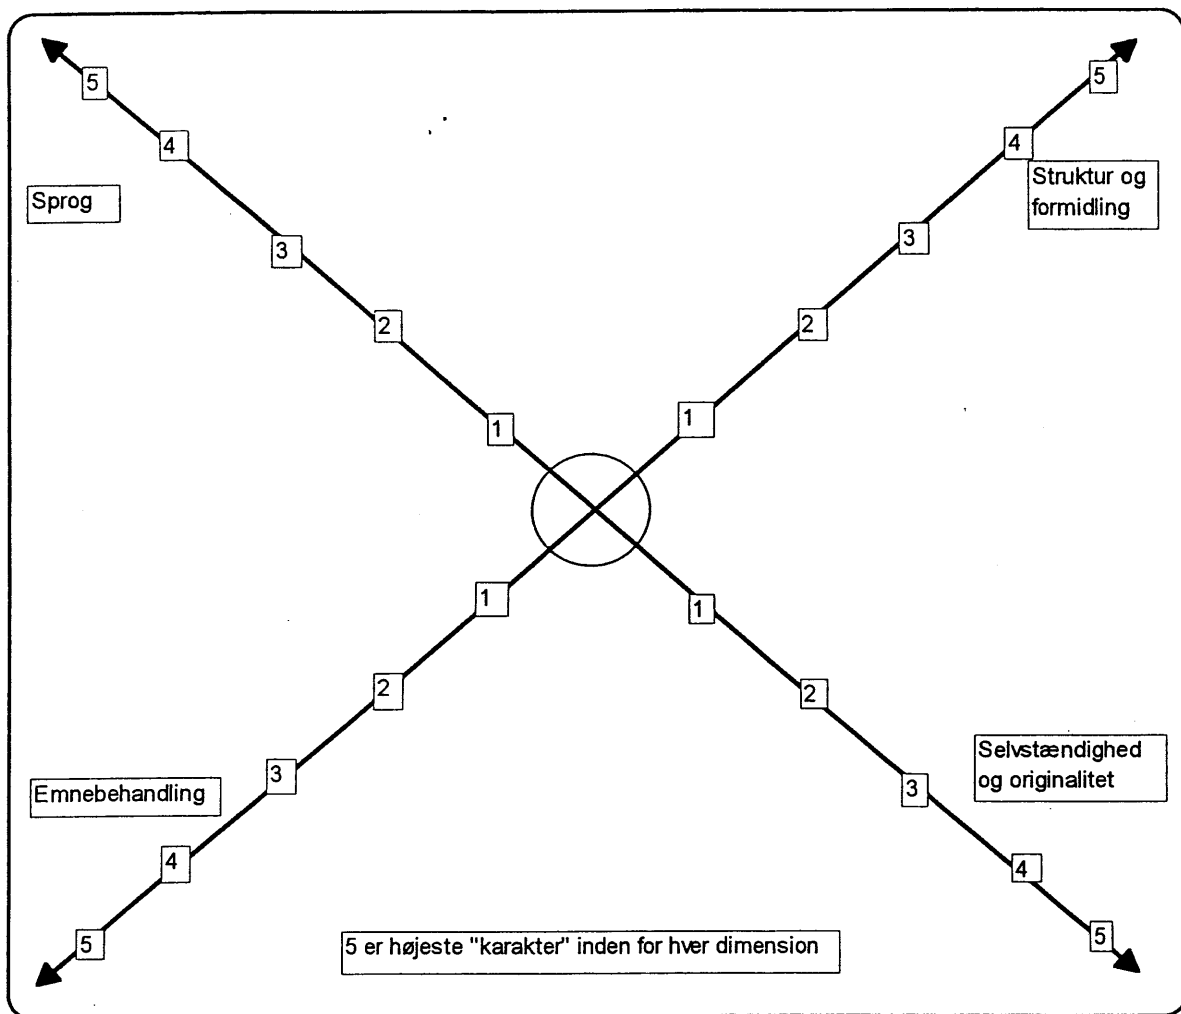 5
5
4
4
Struktur og
formidling
Sprog
3
3
2
2
1
1
1
1
2
2
Selvstændighed
og originalitet
3
3
Emnebehandling
4
4
5 er højeste "karakter" inden for hver dimension
5
5